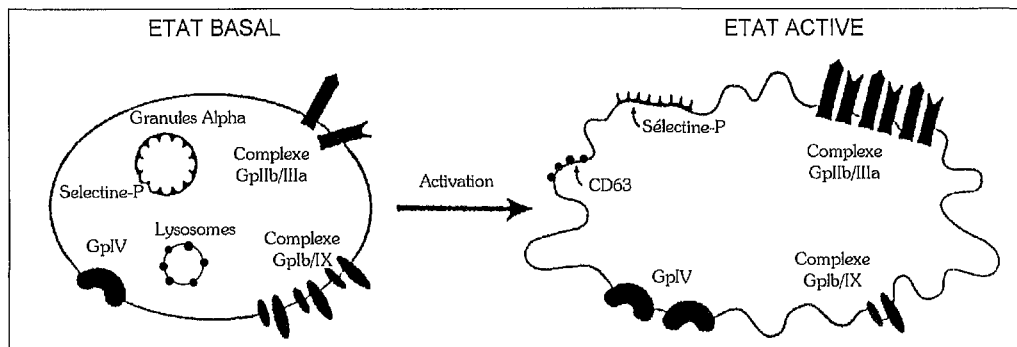 ETAT BASAL
Granules Alpha
Complexe
GpIIb/IIIa
Selectine-P
Lysosomes
GpIV
Complexe
GpIb/IX
Activation
ETAT ACTIVE
Sélectine-P
CD63
Complexe
GpIIb/IIIa
GpIV
Complexe
GpIb/IX